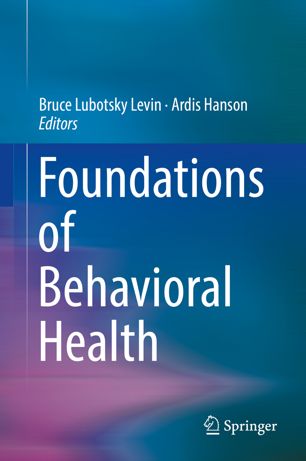 Bruce Lubotsky Levin · Ardis Hanson
Editors
Foundations
of
Behavioral
Health
Springer